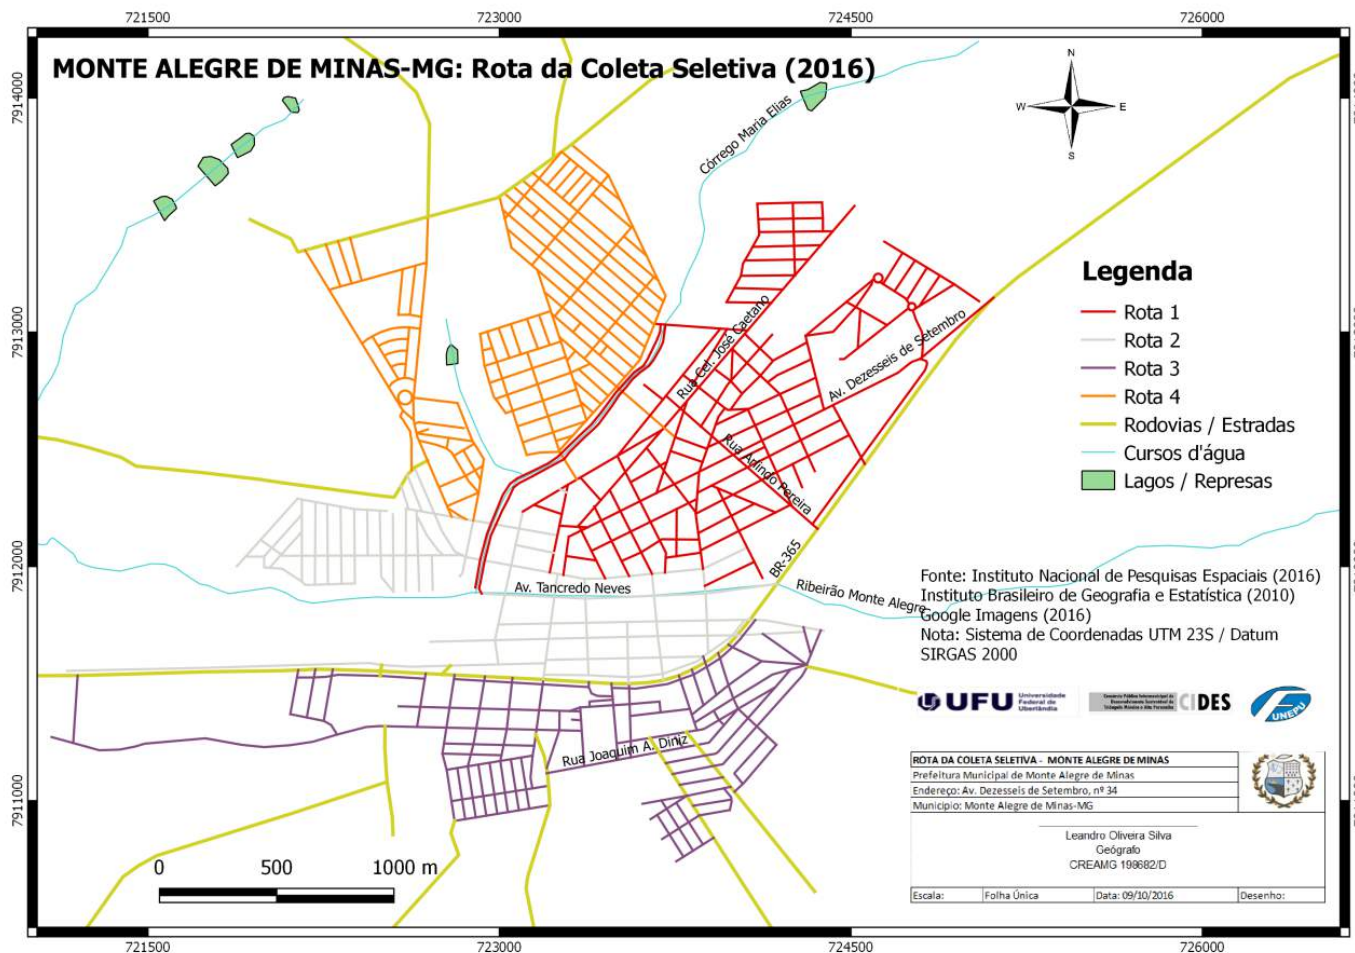 721500
723000
724500
726000
MONTE ALEGRE DE MINAS-MG: Rota da Coleta Seletiva (2016)
7914000
7913000
7912000
7911000
N
W
E
S
Córrego Maria Elias
Rua Cel. José Caetano
Av. Dezesseis de Setembro
Rua Arlindo Pereira
BR-365
Av. Tancredo Neves
Ribeirão Monte Alegre
Rua Joaquim A. Diniz
Legenda
Rota 1
Rota 2
Rota 3
Rota 4
Rodovias / Estradas
Cursos d'água
Lagos / Represas
Fonte: Instituto Nacional de Pesquisas Espaciais (2016)
Instituto Brasileiro de Geografia e Estatística (2010)
Google Imagens (2016)
Nota: Sistema de Coordenadas UTM 23S / Datum
SIRGAS 2000
UFU Universidade
Federal de
Uberlândia
CIDES
UNEPU
ROTA DA COLETA SELETIVA - MONTE ALEGRE DE MINAS
Prefeitura Municipal de Monte Alegre de Minas
Endereço: Av. Dezesseis de Setembro, nº 34
Municipio: Monte Alegre de Minas-MG
Leandro Oliveira Silva
Geógrafo
CREAMG 198682/D
Escala:
Folha Única
Data: 09/10/2016
Desenho:
0 500 1000 m
721500
723000
724500
726000